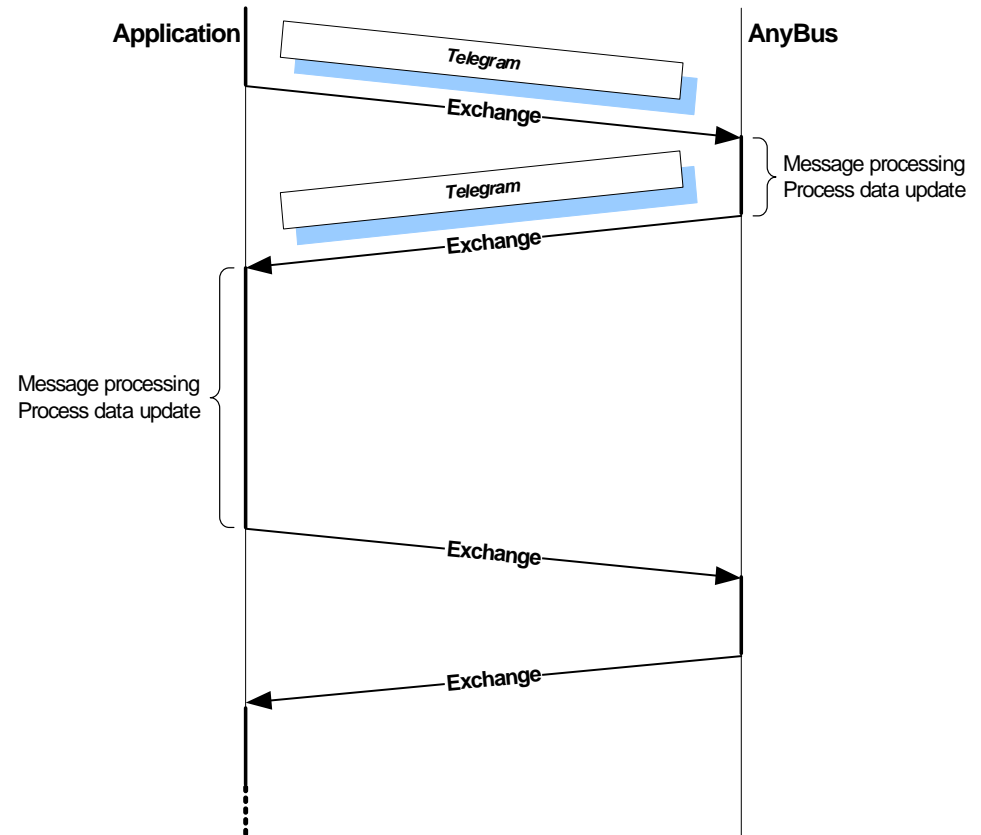 Application
AnyBus
Telegram
Exchange
Message processing
Process data update
Telegram
Exchange
Message processing
Process data update
Exchange
Exchange